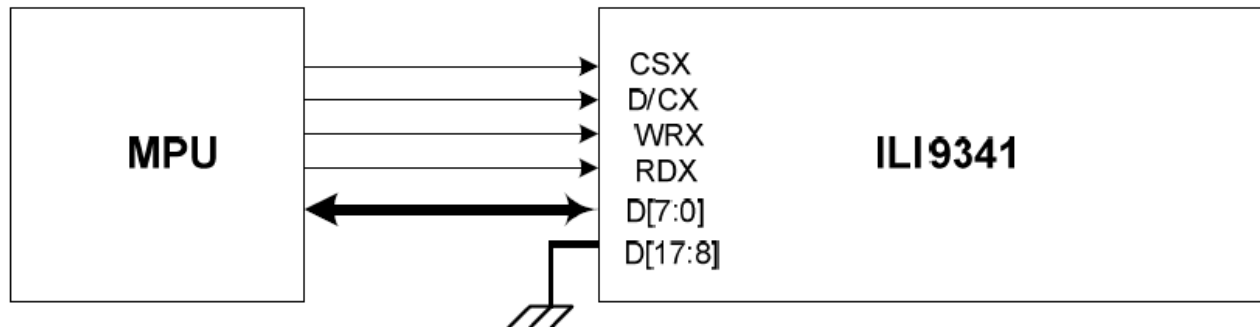 MPU
CSX
D/CX
WRX
RDX
D[7:0]
D[17:8]
ILI9341